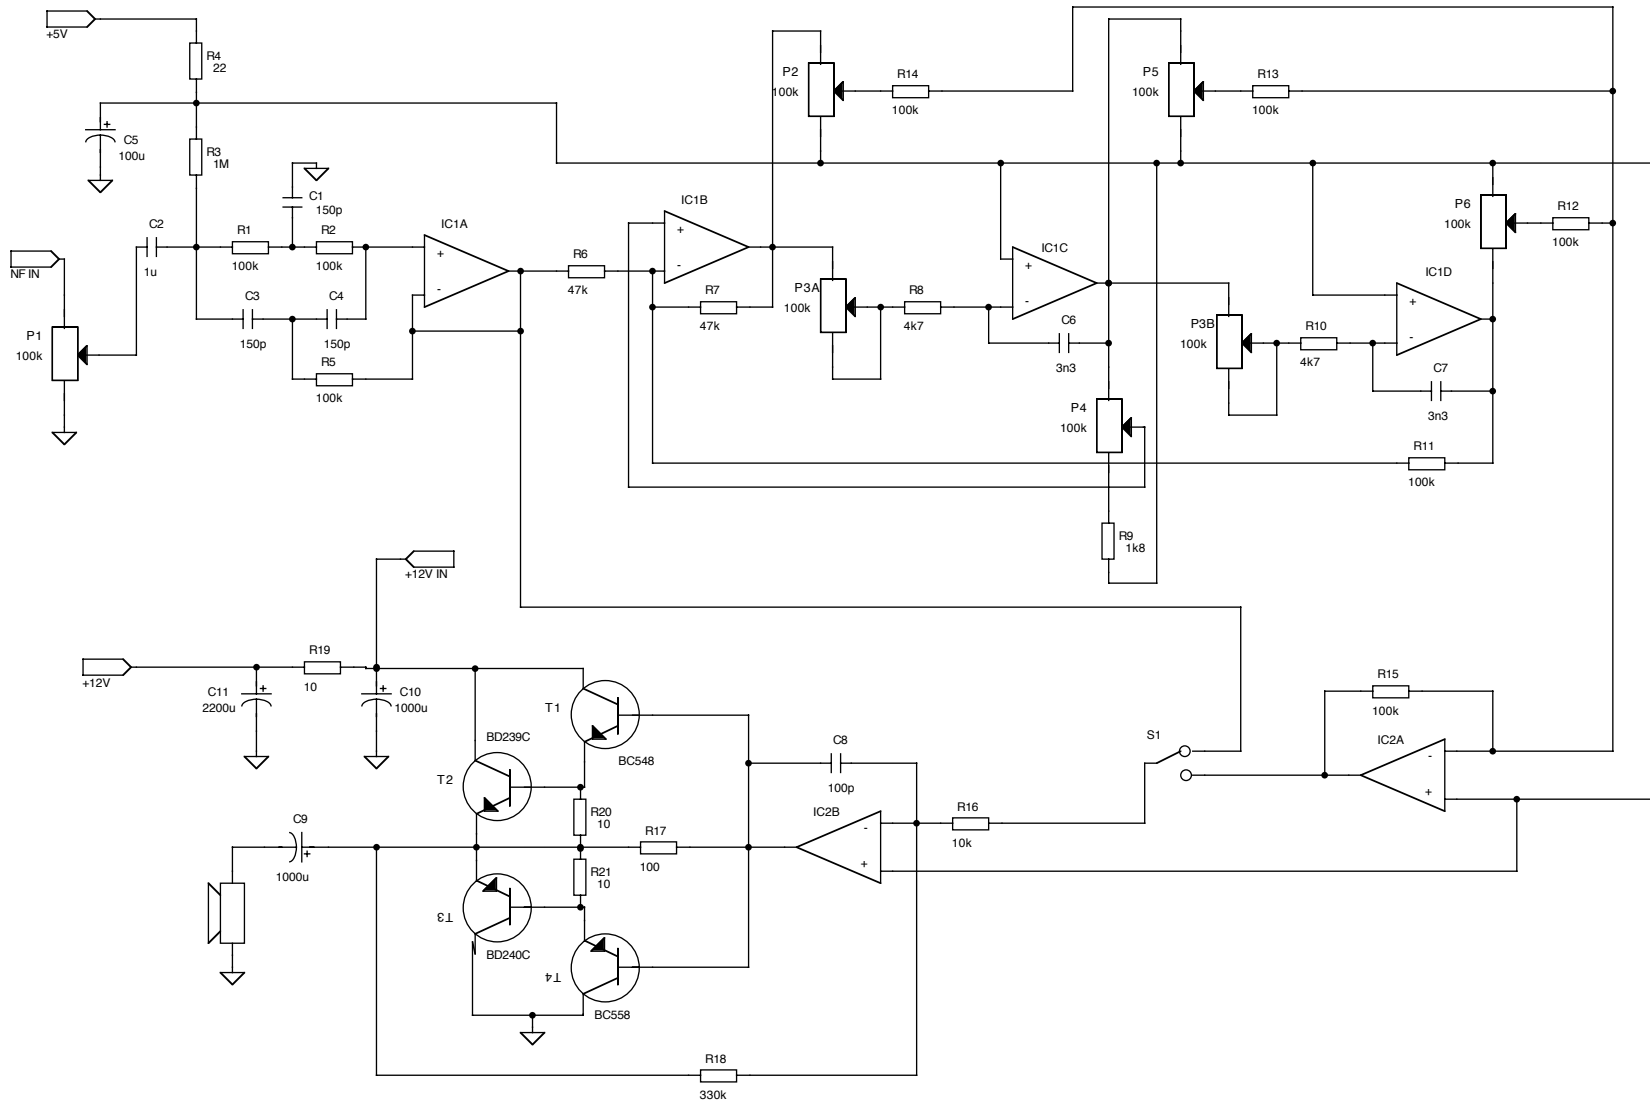 +5V
R4
22
C5
100u
+
R3
1M
C1
150p
C2
1u
R1
100k
R2
100k
C3
150p
C4
150p
R5
100k
NF IN
P1
100k
IC1A
+
-
R6
47k
IC1B
+
-
R7
47k
P2
100k
R14
100k
P3A
100k
R8
4k7
IC1C
+
-
C6
3n3
P5
100k
R13
100k
P4
100k
R9
1k8
P3B
100k
R10
4k7
IC1D
+
-
C7
3n3
P6
100k
R12
100k
R11
100k
+12V IN
+12V
R19
10
C11
2200u
+
C10
1000u
+
T1
BC548
BD239C
T2
R20
10
R21
10
R17
100
C9
1000u
+
T3
BD240C
T4
BC558
C8
100p
IC2B
-
+
R16
10k
S1
R15
100k
IC2A
-
+
R18
330k